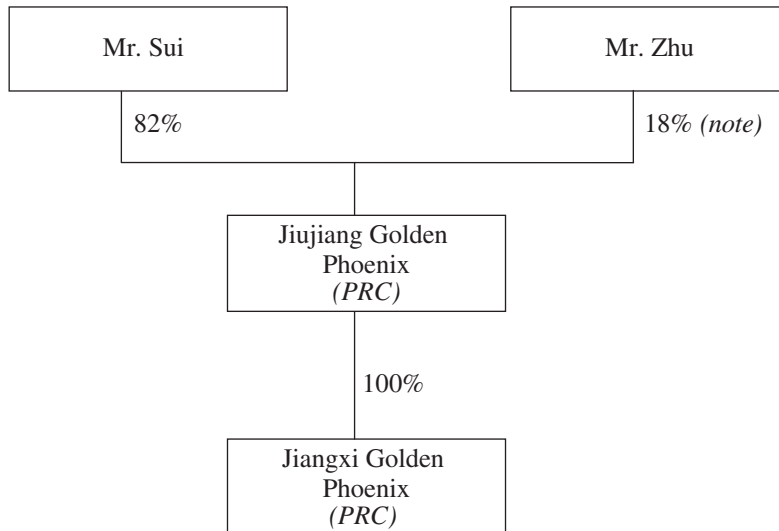 Mr. Sui
Mr. Zhu
82%
18% (note)
Jiujiang Golden
Phoenix
(PRC)
100%
Jiangxi Golden
Phoenix
(PRC)